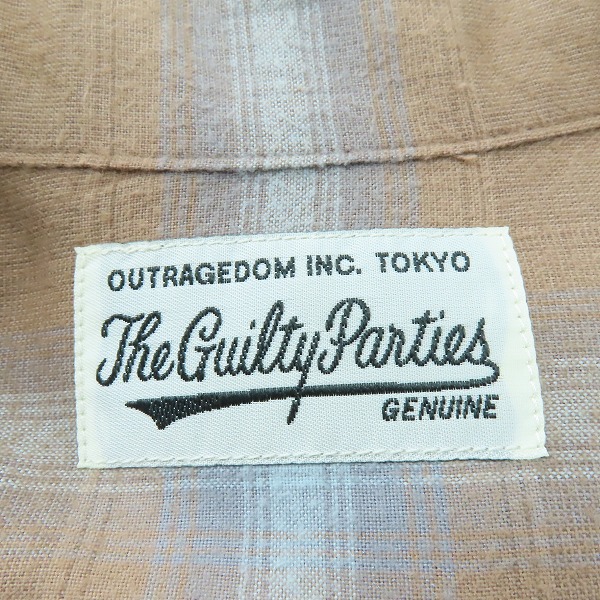 OUTRAGEDOM INC. TOKYO
The Guilty Parties
GENUINE